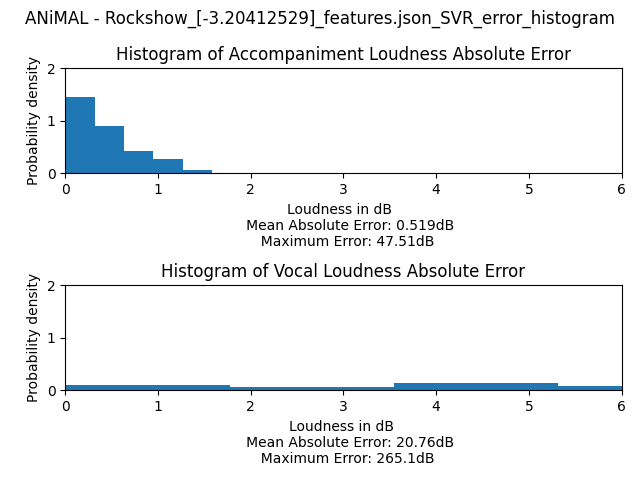 ANiMAL - Rockshow_[-3.20412529]_features.json_SVR_error_histogram
Histogram of Accompaniment Loudness Absolute Error
Probability density
2
1
0
0 1 2 3 4 5 6
Loudness in dB
Mean Absolute Error: 0.519dB
Maximum Error: 47.51dB
Histogram of Vocal Loudness Absolute Error
Probability density
2
1
0
0 1 2 3 4 5 6
Loudness in dB
Mean Absolute Error: 20.76dB
Maximum Error: 265.1dB